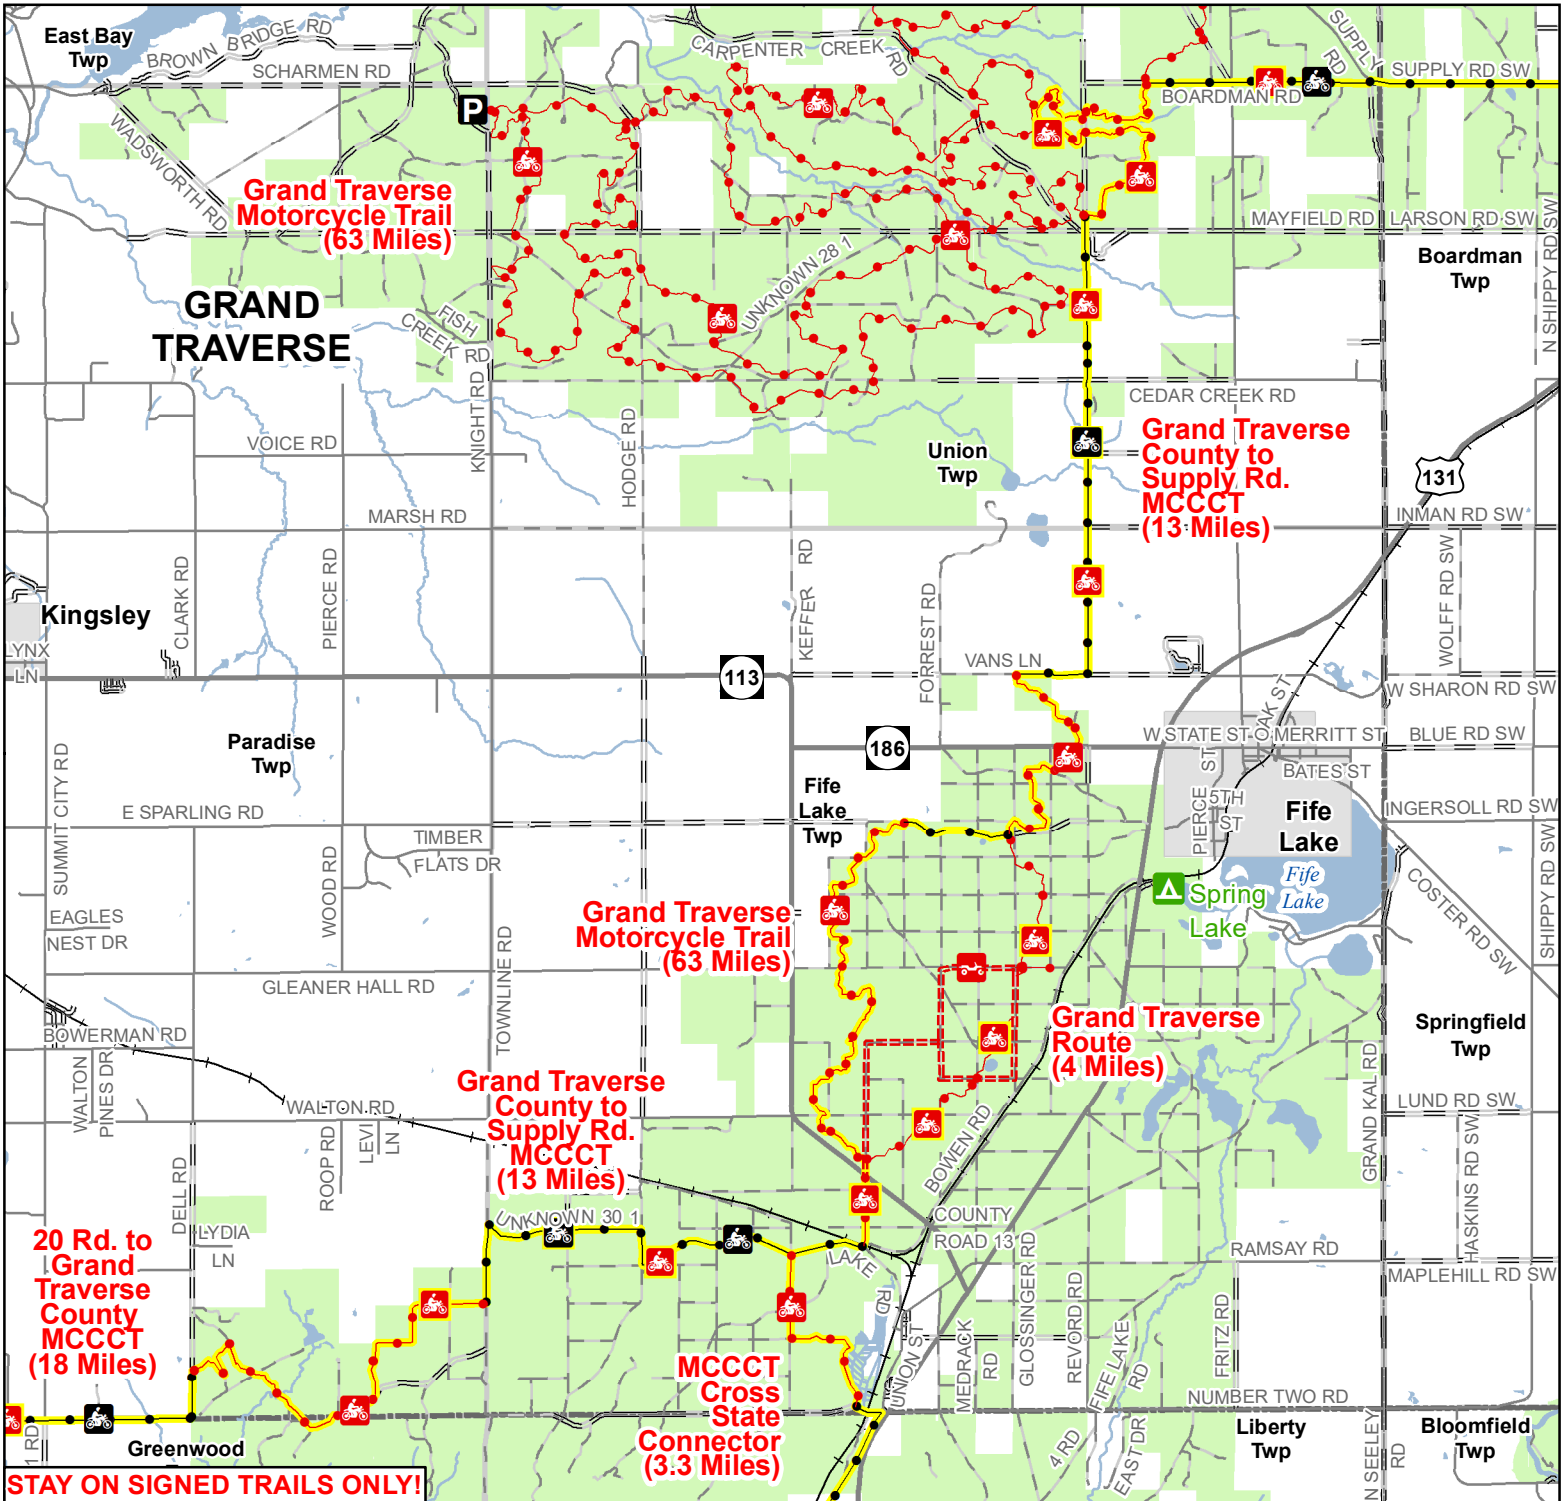 East Bay
Twp
BROWN BRIDGE RD
SCHARMEN RD
WADSWORTH RD
P
CARPENTER CREEK RD
SUPPLY RD
SUPPLY RD SW
BOARDMAN RD
Grand Traverse
Motorcycle Trail
(63 Miles)
MAYFIELD RD
LARSON RD SW
N SHIPPY RD SW
Boardman
Twp
UNKNOWN 28 1
GRAND
TRAVERSE
FISH
CREEK RD
KNIGHT RD
HODGE RD
CEDAR CREEK RD
VOICE RD
Union
Twp
Grand Traverse
County to
Supply Rd.
MCCCT
(13 Miles)
131
MARSH RD
INMAN RD SW
CLARK RD
PIERCE RD
KEFFER RD
FORREST RD
WOLFF RD SW
Kingsley
LYNX
LN
VANS LN
113
W SHARON RD SW
OAK ST
W STATE ST
MERRITT ST
BLUE RD SW
186
Paradise
Twp
SUMMIT CITY RD
BATES ST
PIERCE ST
5TH
ST
Fife
Lake
Twp
Fife
Lake
INGERSOLL RD SW
E SPARLING RD
TIMBER
FLATS DR
WOOD RD
Fife
Lake
Spring
Lake
COSTER RD SW
SHIPPY RD SW
EAGLES
NEST DR
Grand Traverse
Motorcycle Trail
(63 Miles)
TOWNLINE RD
GLEANER HALL RD
BOWERMAN RD
Grand Traverse
Route
(4 Miles)
Springfield
Twp
WALTON
PINES DR
GRAND KAL RD
Grand Traverse
County to
Supply Rd.
MCCCT
(13 Miles)
WALTON RD
LUND RD SW
ROOP RD
LEVI
LN
BOWEN RD
HASKINS RD SW
DELL RD
UNKNOWN 30 1
COUNTY
ROAD 13
LYDIA
LN
20 Rd. to
Grand
Traverse
County
MCCCT
(18 Miles)
LAKE RD
RAMSAY RD
MAPLEHILL RD SW
GLOSSINGER RD
REVORD RD
UNION ST
MEDRACK
RD
FIFE LAKE
RD
FRITZ RD
MCCCT
Cross
State
Connector
(3.3 Miles)
NUMBER TWO RD
1 RD
Greenwood
4 RD
EAST DR
Liberty
Twp
N SEELEY
RD
Bloomfield
Twp
STAY ON SIGNED TRAILS ONLY!